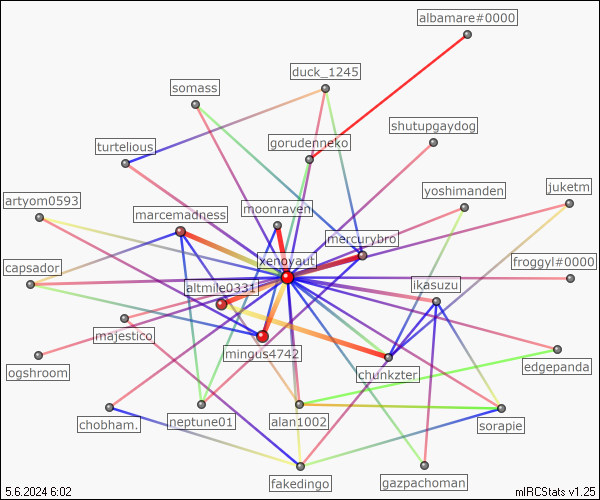 albamare#0000
duck_1245
somass
shutupgaydog
gorudenneko
turtelious
yoshimanden
juketm
artyom0593
moonraven
marcemadness
mercurybro
xenoyaut
capsador
froggyl#0000
altmile0331
ikasuzu
majestico
mingus4742
edgepanda
ogshroom
chunkzter
chobham.
neptune01
alan1002
sorapie
fakedingo
gazpachoman
5.6.2024 6:02
mIRCStats v1.25